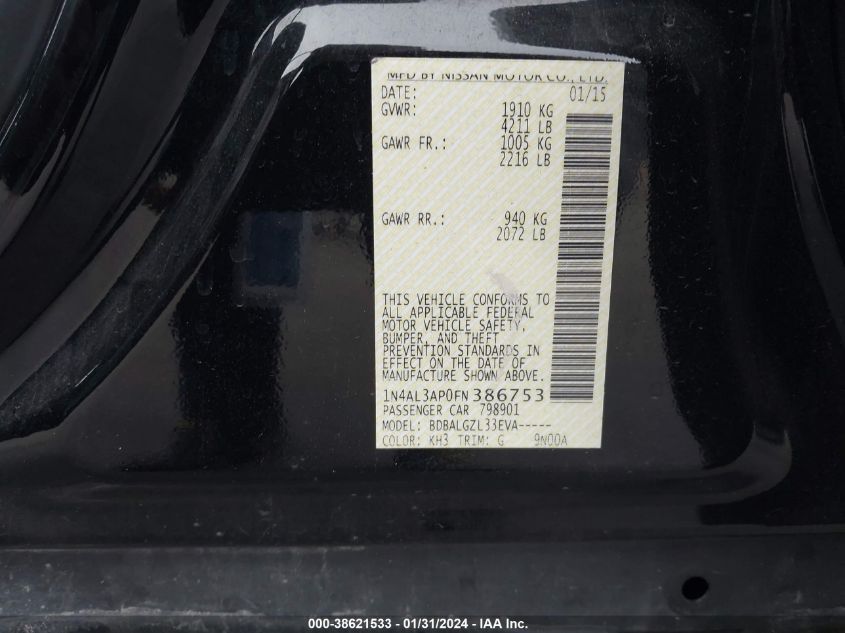 MFD BY NISSAN MOTOR CO., LTD.
DATE: 01/15
GVWR: 1910 KG
4211 LB
GAWR FR.: 1005 KG
2216 LB
GAWR RR.: 940 KG
2072 LB
THIS VEHICLE CONFORMS TO
ALL APPLICABLE FEDERAL
MOTOR VEHICLE SAFETY,
BUMPER, AND THEFT
PREVENTION STANDARDS IN
EFFECT ON THE DATE OF
MANUFACTURE SHOWN ABOVE.
1N4AL3AP0FN386753
PASSENGER CAR 798901
MODEL: BDBALGZL33EVA-----
COLOR: KH3 TRIM: G 9N00A
000-38621533 - 01/31/2024 - IAA Inc.